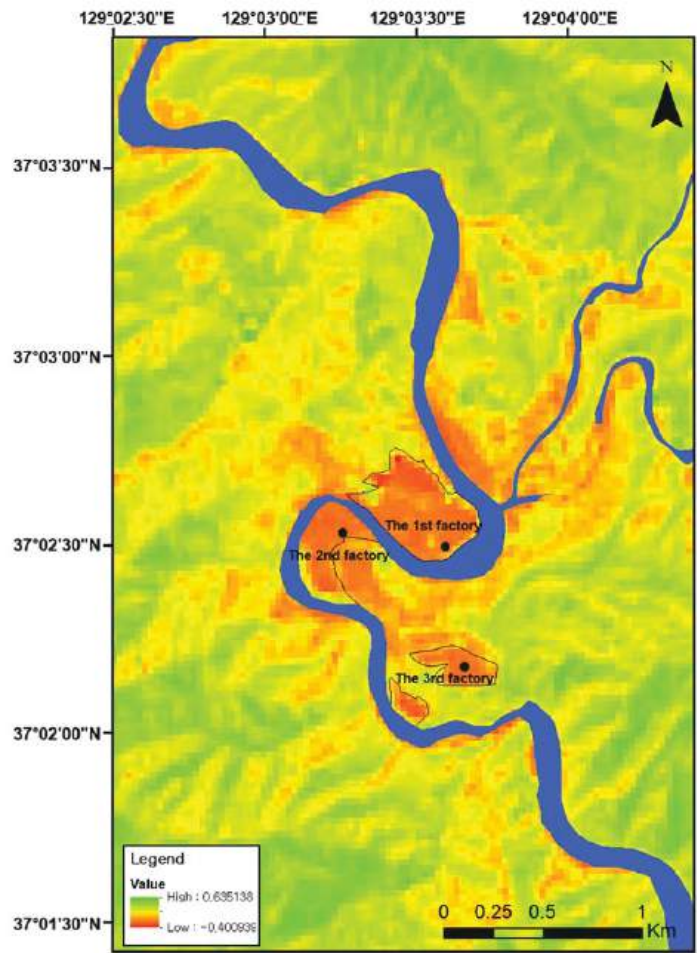 129°02'30"E 129°03'00"E 129°03'30"E 129°04'00"E
N
37°03'30"N
37°03'00"N
The 1st factory
37°02'30"N
The 2nd factory
The 3rd factory
37°02'00"N
Legend
Value
High : 0,635138
Low : -0,400939
37°01'30"N
0 0.25 0.5 1
Km